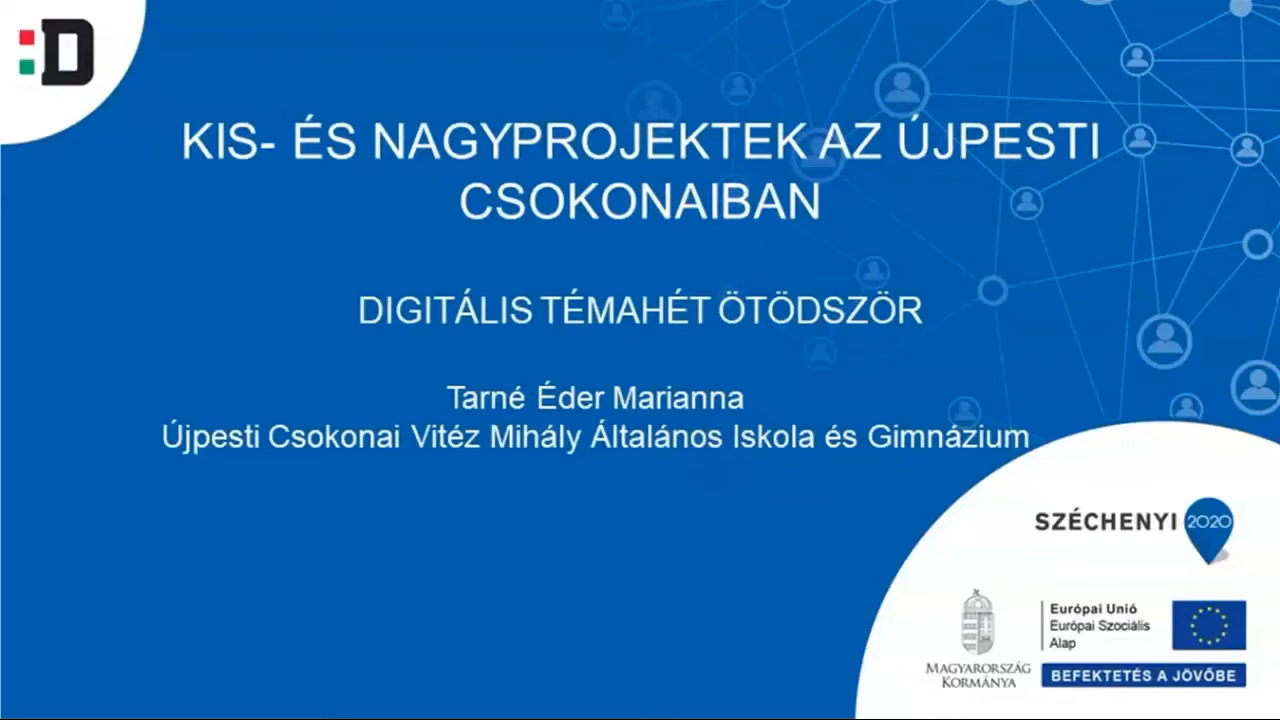 :D
KIS- ÉS NAGYPROJEKTEK AZ ÚJPESTI
CSOKONAIBAN
DIGITÁLIS TÉMAHÉT ÖTÖDSZÖR
Tarné Éder Marianna
Újpesti Csokonai Vitéz Mihály Általános Iskola és Gimnázium
SZÉCHENYI 2020
Európai Unió
Európai Szociális
Alap
MAGYARORSZÁG
KORMÁNYA
BEFEKTETÉS A JÖVŐBE